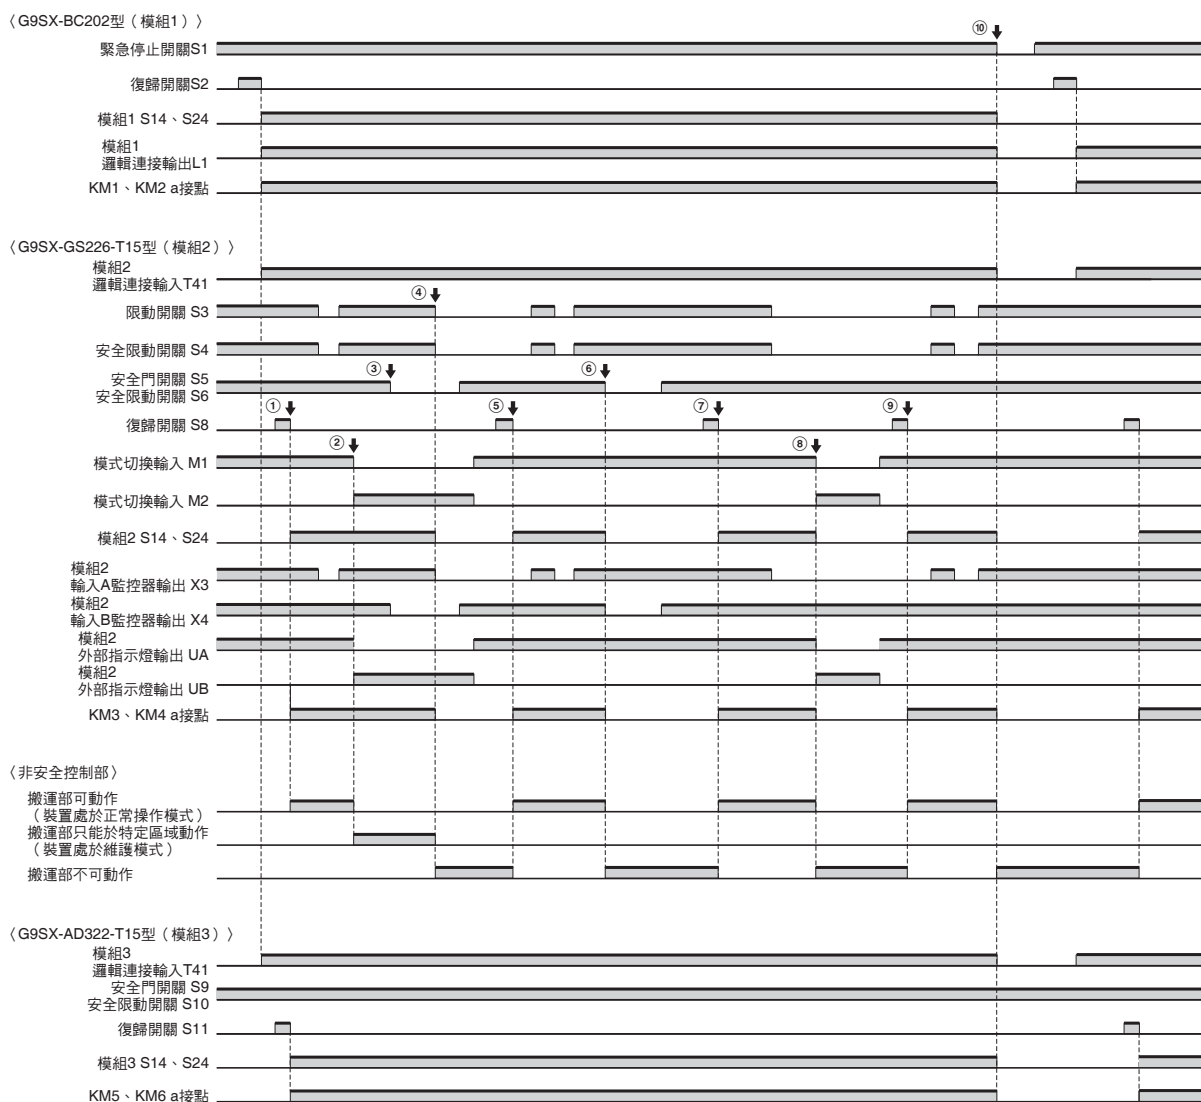 〈G9SX-BC202型（模組1）〉
⑩
緊急停止開關S1
復歸開關S2
模組1 S14、S24
模組1
邏輯連接輸出L1
KM1、KM2 a接點
〈G9SX-GS226-T15型（模組2）〉
模組2
邏輯連接輸入T41
④
限動開關 S3
安全限動開關 S4
③
⑥
安全門開關 S5
安全限動開關 S6
①
⑤
⑦
⑨
復歸開關 S8
②
⑧
模式切換輸入 M1
模式切換輸入 M2
模組2 S14、S24
模組2
輸入A監控器輸出 X3
模組2
輸入B監控器輸出 X4
模組2
外部指示燈輸出 UA
模組2
外部指示燈輸出 UB
KM3、KM4 a接點
〈非安全控制部〉
搬運部可動作
（裝置處於正常操作模式）
搬運部只能於特定區域動作
（裝置處於維護模式）
搬運部不可動作
〈G9SX-AD322-T15型（模組3）〉
模組3
邏輯連接輸入T41
安全門開關 S9
安全限動開關 S10
復歸開關 S11
模組3 S14、S24
KM5、KM6 a接點